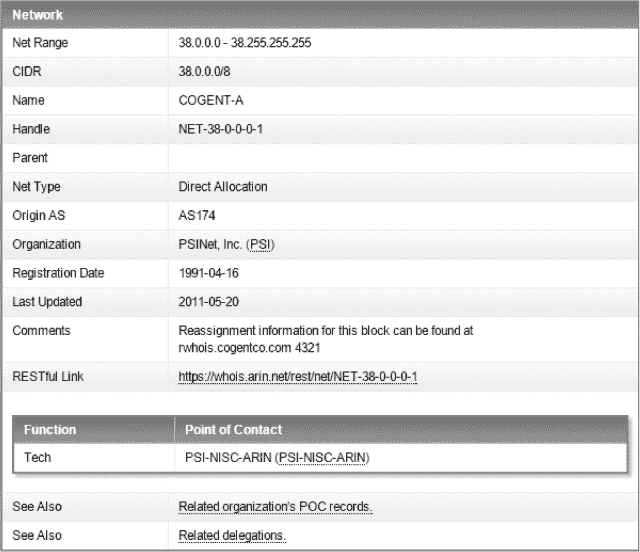 Network
Net Range 38.0.0.0 - 38.255.255.255
CIDR 38.0.0.0/8
Name COGENT-A
Handle NET-38-0-0-0-1
Parent
Net Type Direct Allocation
Origin AS AS174
Organization PSINet, Inc. (PSI)
Registration Date 1991-04-16
Last Updated 2011-05-20
Comments Reassignment information for this block can be found at
rwhois.cogentco.com 4321
RESTful Link https://whois.arin.net/rest/net/NET-38-0-0-0-1
Function Point of Contact
Tech PSI-NISC-ARIN (PSI-NISC-ARIN)
See Also Related organization's POC records.
See Also Related delegations.